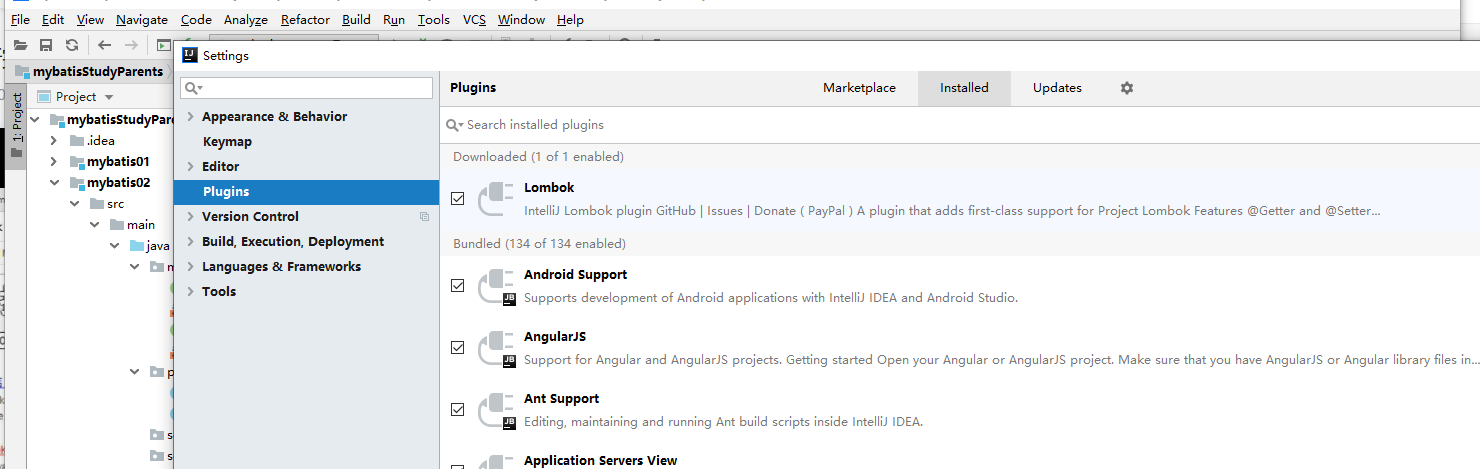 File Edit View Navigate Code Analyze Refactor Build Run Tools VCS Window Help
mybatisStudyParents
IJ Settings
1: Project
Project
mybatisStudyPare
.idea
mybatis01
mybatis02
src
main
java
Appearance & Behavior
Keymap
Editor
Plugins
Version Control
Build, Execution, Deployment
Languages & Frameworks
Tools
Plugins Marketplace Installed Updates
Search installed plugins
Downloaded (1 of 1 enabled)
Lombok
IntelliJ Lombok plugin GitHub | Issues | Donate ( PayPal ) A plugin that adds first-class support for Project Lombok Features @Getter and @Setter...
Bundled (134 of 134 enabled)
Android Support
JB
Supports development of Android applications with IntelliJ IDEA and Android Studio.
AngularJS
JB
Support for Angular and AngularJS projects. Getting started Open your Angular or AngularJS project. Make sure that you have AngularJS or Angular library files in...
Ant Support
JB
Editing, maintaining and running Ant build scripts inside IntelliJ IDEA.
Application Servers View